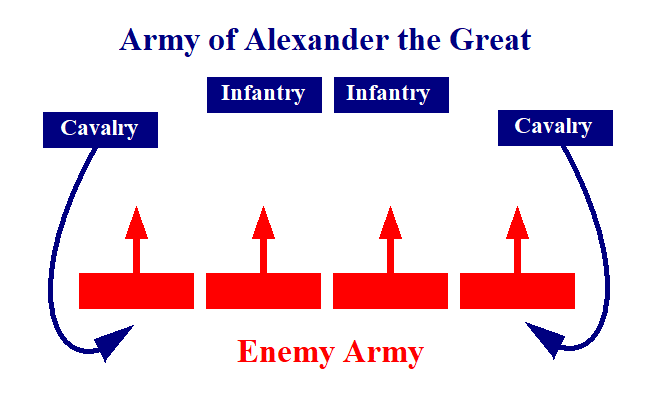 Army of Alexander the Great
Infantry Infantry
Cavalry Cavalry
Enemy Army